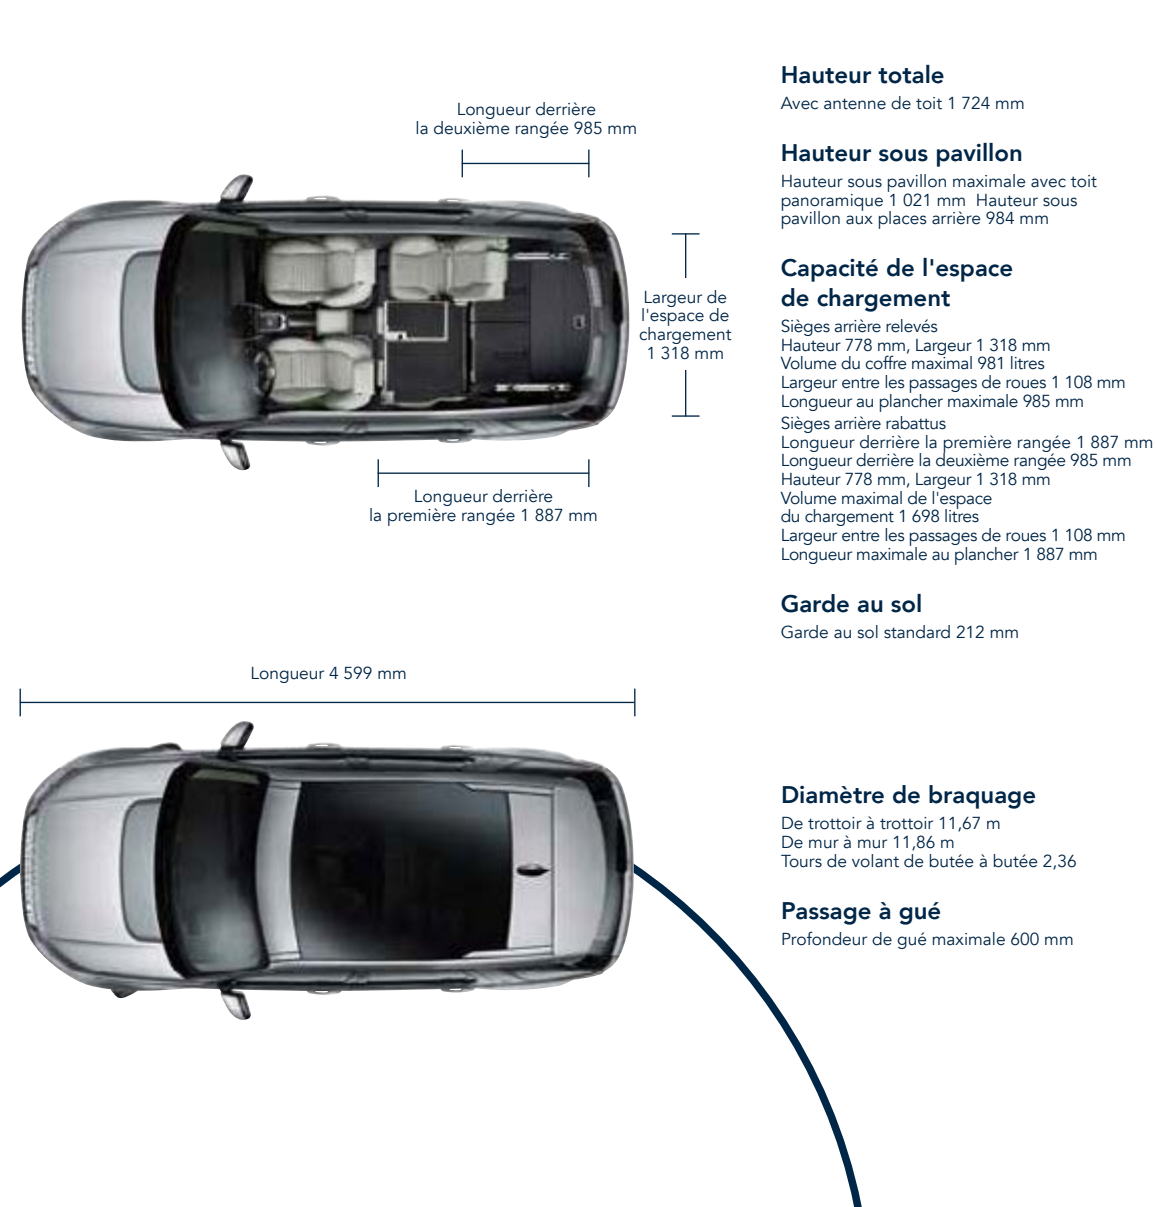 Longueur derrière
la deuxième rangée 985 mm
Largeur de
l'espace de
chargement
1 318 mm
Longueur derrière
la première rangée 1 887 mm
Longueur 4 599 mm
Hauteur totale
Avec antenne de toit 1 724 mm
Hauteur sous pavillon
Hauteur sous pavillon maximale avec toit
panoramique 1 021 mm  Hauteur sous
pavillon aux places arrière 984 mm
Capacité de l'espace
de chargement
Sièges arrière relevés
Hauteur 778 mm, Largeur 1 318 mm
Volume du coffre maximal 981 litres
Largeur entre les passages de roues 1 108 mm
Longueur au plancher maximale 985 mm
Sièges arrière rabattus
Longueur derrière la première rangée 1 887 mm
Longueur derrière la deuxième rangée 985 mm
Hauteur 778 mm, Largeur 1 318 mm
Volume maximal de l'espace
du chargement 1 698 litres
Largeur entre les passages de roues 1 108 mm
Longueur maximale au plancher 1 887 mm
Garde au sol
Garde au sol standard 212 mm
Diamètre de braquage
De trottoir à trottoir 11,67 m
De mur à mur 11,86 m
Tours de volant de butée à butée 2,36
Passage à gué
Profondeur de gué maximale 600 mm